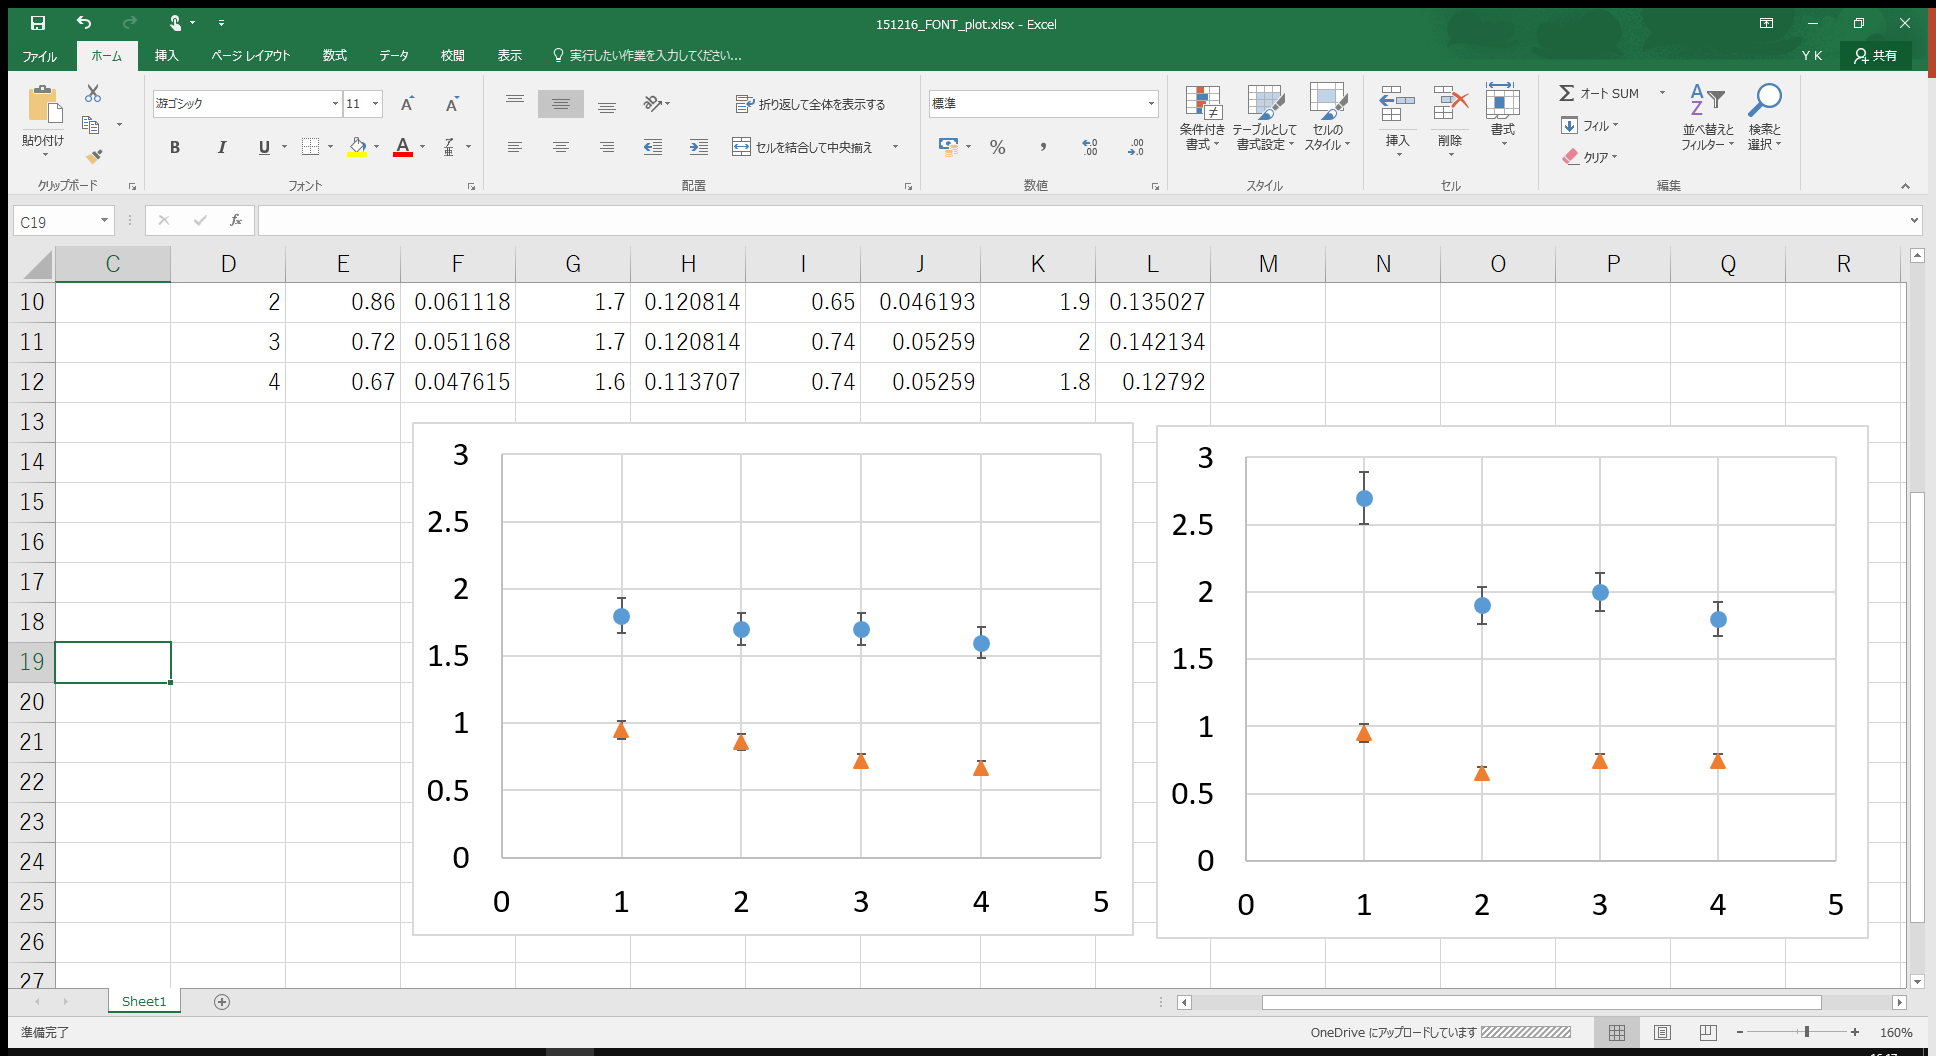 151216_FONT_plot.xlsx - Excel
ファイル ホーム 挿入 ページ レイアウト 数式 データ 校閲 表示 実行したい作業を入力してください... Y K 共有
貼り付け
クリップボード
游ゴシック 11
B I U A
フォント
折り返して全体を表示する
セルを結合して中央揃え
配置
標準
% , .0 .00
数値
条件付き書式 テーブルとして書式設定 セルのスタイル
スタイル
挿入 削除 書式
セル
Σ オート SUM
フィル
クリア
並べ替えとフィルター 検索と選択
編集
C19 fx
C D E F G H I J K L M N O P Q R
10 2 0.86 0.061118 1.7 0.120814 0.65 0.046193 1.9 0.135027
11 3 0.72 0.051168 1.7 0.120814 0.74 0.05259 2 0.142134
12 4 0.67 0.047615 1.6 0.113707 0.74 0.05259 1.8 0.12792
13
14
15
16
17
18
19
20
21
22
23
24
25
26
27
3
2.5
2
1.5
1
0.5
0
0 1 2 3 4 5
3
2.5
2
1.5
1
0.5
0
0 1 2 3 4 5
Sheet1
準備完了 OneDrive にアップロードしています 160%